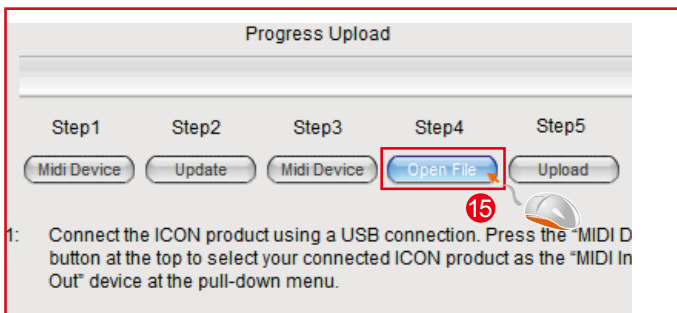 Progress Upload
Step1 Step2 Step3 Step4 Step5
Midi Device Update Midi Device Open File Upload
15
1: Connect the ICON product using a USB connection. Press the “MIDI D
button at the top to select your connected ICON product as the “MIDI In
Out” device at the pull-down menu.